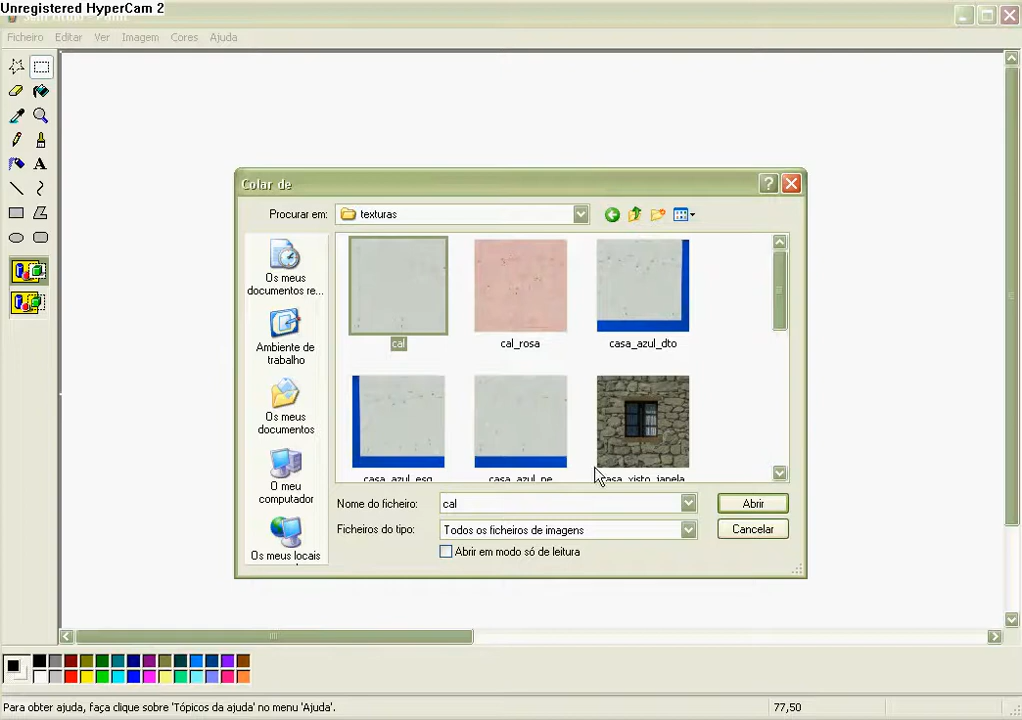 Unregistered HyperCam 2
Ficheiro Editar Ver Imagem Cores Ajuda
Colar de
Procurar em: texturas
Os meus
documentos re...
Ambiente de
trabalho
Os meus
documentos
O meu
computador
Os meus locais
cal cal_rosa casa_azul_dto
casa_azul_esq casa_azul_pe casa_xisto_janela
Nome do ficheiro: cal Abrir
Ficheiros do tipo: Todos os ficheiros de imagens Cancelar
Abrir em modo só de leitura
A
Para obter ajuda, faça clique sobre 'Tópicos da ajuda' no menu 'Ajuda'. 77,50